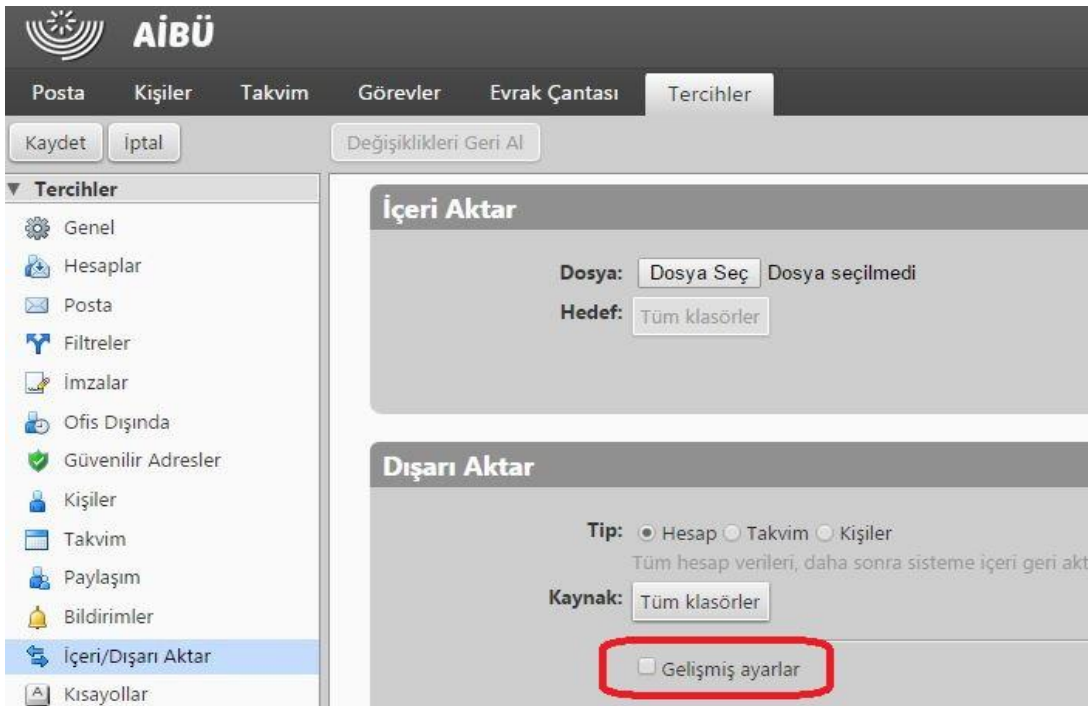 AİBÜ
Posta Kişiler Takvim Görevler Evrak Çantası Tercihler
Kaydet İptal Değişiklikleri Geri Al
Tercihler
Genel
Hesaplar
Posta
Filtreler
İmzalar
Ofis Dışında
Güvenilir Adresler
Kişiler
Takvim
Paylaşım
Bildirimler
İçeri/Dışarı Aktar
Kısayollar
İçeri Aktar
Dosya: Dosya Seç Dosya seçilmedi
Hedef: Tüm klasörler
Dışarı Aktar
Tip: Hesap Takvim Kişiler
Tüm hesap verileri, daha sonra sisteme içeri geri akt
Kaynak: Tüm klasörler
Gelişmiş ayarlar